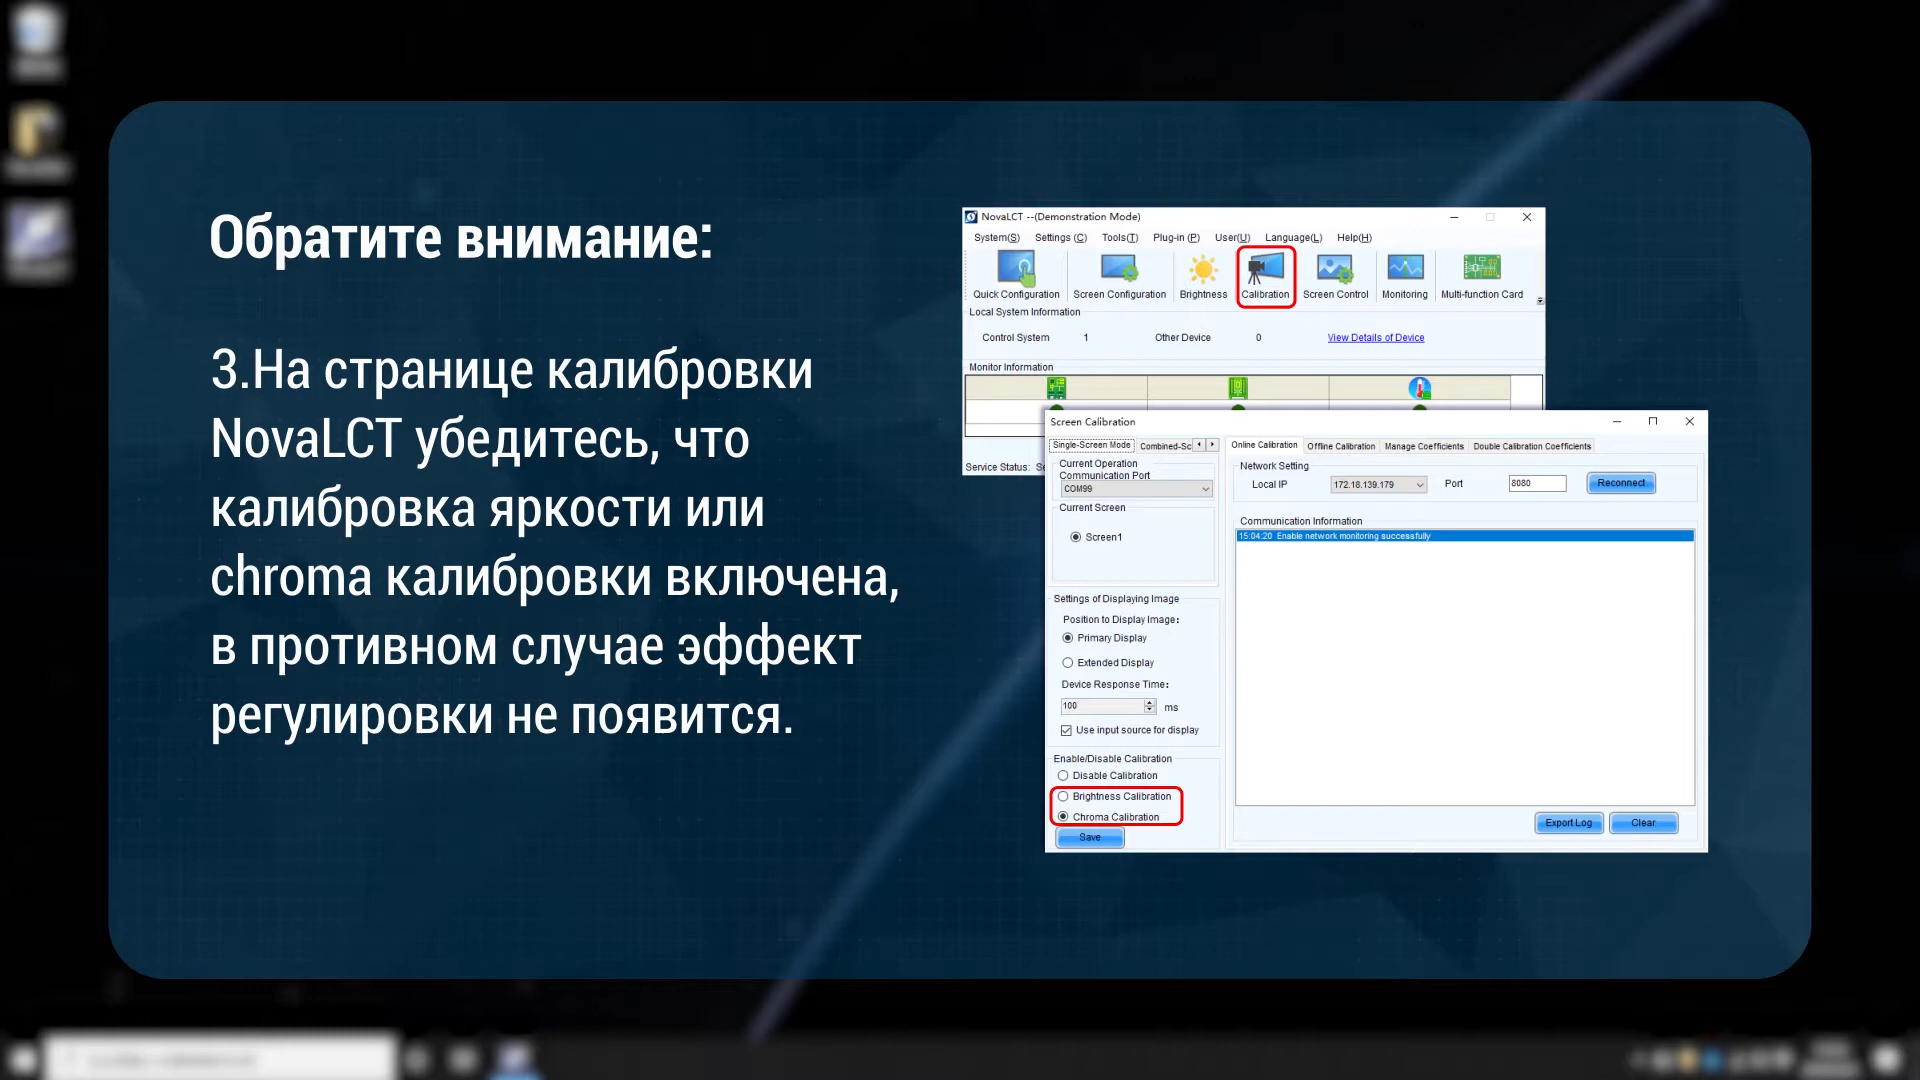 Обратите внимание:
3.На странице калибровки
NovaLCT убедитесь, что
калибровка яркости или
chroma калибровки включена,
в противном случае эффект
регулировки не появится.
NovaLCT --(Demonstration Mode)
System(S) Settings (C) Tools(T) Plug-in (P) User(U) Language(L) Help(H)
Quick Configuration Screen Configuration Brightness Calibration Screen Control Monitoring Multi-function Card
Local System Information
Control System 1 Other Device 0 View Details of Device
Monitor Information
Service Status: Se
Screen Calibration
Single-Screen Mode Combined-Sc
Current Operation
Communication Port
COM99
Current Screen
Screen1
Settings of Displaying Image
Position to Display Image:
Primary Display
Extended Display
Device Response Time:
100 ms
Use input source for display
Enable/Disable Calibration
Disable Calibration
Brightness Calibration
Chroma Calibration
Save
Online Calibration Offline Calibration Manage Coefficients Double Calibration Coefficients
Network Setting
Local IP 172.18.139.179 Port 8080 Reconnect
Communication Information
15:04:20 Enable network monitoring successfully
Export Log Clear